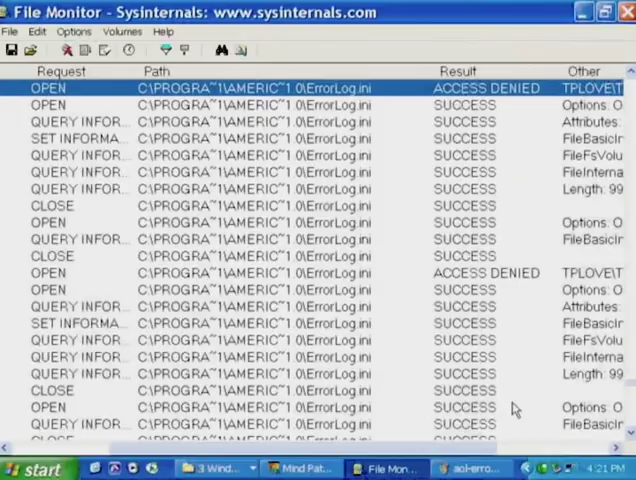 File Monitor - Sysinternals: www.sysinternals.com
File Edit Options Volumes Help
Request Path Result Other
OPEN C:\PROGRA~1\AMERIC~1.0\ErrorLog.ini ACCESS DENIED TPLOVE\T
OPEN C:\PROGRA~1\AMERIC~1.0\ErrorLog.ini SUCCESS Options: O
QUERY INFOR... C:\PROGRA~1\AMERIC~1.0\ErrorLog.ini SUCCESS Attributes:
SET INFORMA... C:\PROGRA~1\AMERIC~1.0\ErrorLog.ini SUCCESS FileBasicIn
QUERY INFOR... C:\PROGRA~1\AMERIC~1.0\ErrorLog.ini SUCCESS FileFsVolu
QUERY INFOR... C:\PROGRA~1\AMERIC~1.0\ErrorLog.ini SUCCESS FileInterna
QUERY INFOR... C:\PROGRA~1\AMERIC~1.0\ErrorLog.ini SUCCESS Length: 99
CLOSE C:\PROGRA~1\AMERIC~1.0\ErrorLog.ini SUCCESS
OPEN C:\PROGRA~1\AMERIC~1.0\ErrorLog.ini SUCCESS Options: O
QUERY INFOR... C:\PROGRA~1\AMERIC~1.0\ErrorLog.ini SUCCESS FileBasicIn
CLOSE C:\PROGRA~1\AMERIC~1.0\ErrorLog.ini SUCCESS
OPEN C:\PROGRA~1\AMERIC~1.0\ErrorLog.ini ACCESS DENIED TPLOVE\T
OPEN C:\PROGRA~1\AMERIC~1.0\ErrorLog.ini SUCCESS Options: O
QUERY INFOR... C:\PROGRA~1\AMERIC~1.0\ErrorLog.ini SUCCESS Attributes:
SET INFORMA... C:\PROGRA~1\AMERIC~1.0\ErrorLog.ini SUCCESS FileBasicIn
QUERY INFOR... C:\PROGRA~1\AMERIC~1.0\ErrorLog.ini SUCCESS FileFsVolu
QUERY INFOR... C:\PROGRA~1\AMERIC~1.0\ErrorLog.ini SUCCESS FileInterna
QUERY INFOR... C:\PROGRA~1\AMERIC~1.0\ErrorLog.ini SUCCESS Length: 99
CLOSE C:\PROGRA~1\AMERIC~1.0\ErrorLog.ini SUCCESS
OPEN C:\PROGRA~1\AMERIC~1.0\ErrorLog.ini SUCCESS Options: O
QUERY INFOR... C:\PROGRA~1\AMERIC~1.0\ErrorLog.ini SUCCESS FileBasicIn
CLOSE C:\PROGRA~1\AMERIC~1.0\ErrorLog.ini SUCCESS
start 3 Wind... Mind Pat... File Mon... aol-erro... 4:21 PM